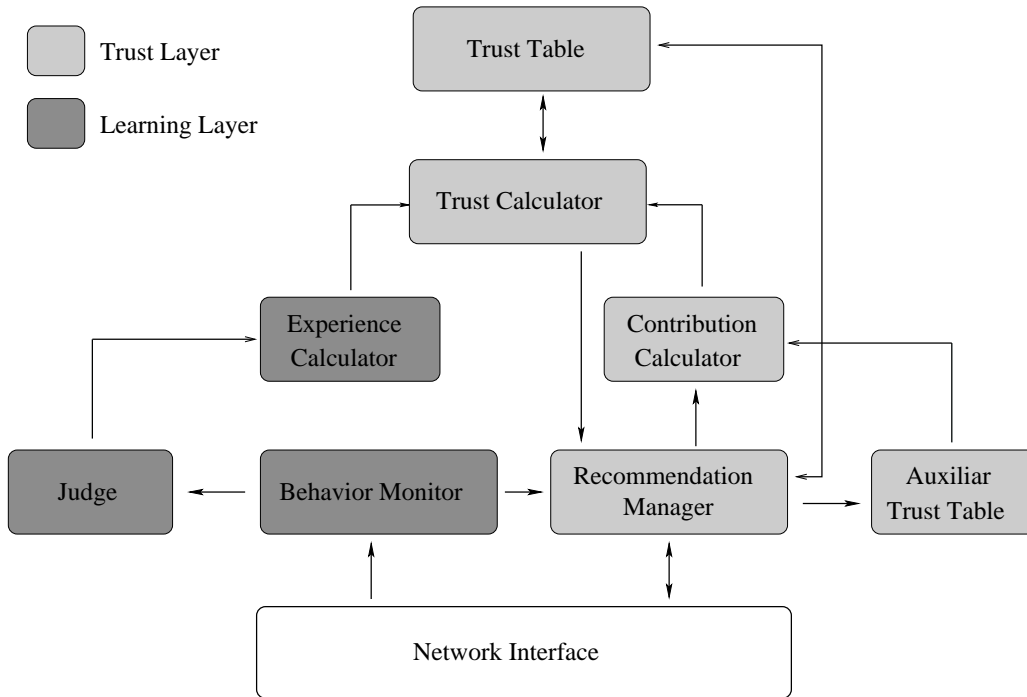 Trust Layer
Learning Layer
Trust Table
Trust Calculator
Experience
Calculator
Contribution
Calculator
Judge
Behavior Monitor
Recommendation
Manager
Auxiliar
Trust Table
Network Interface